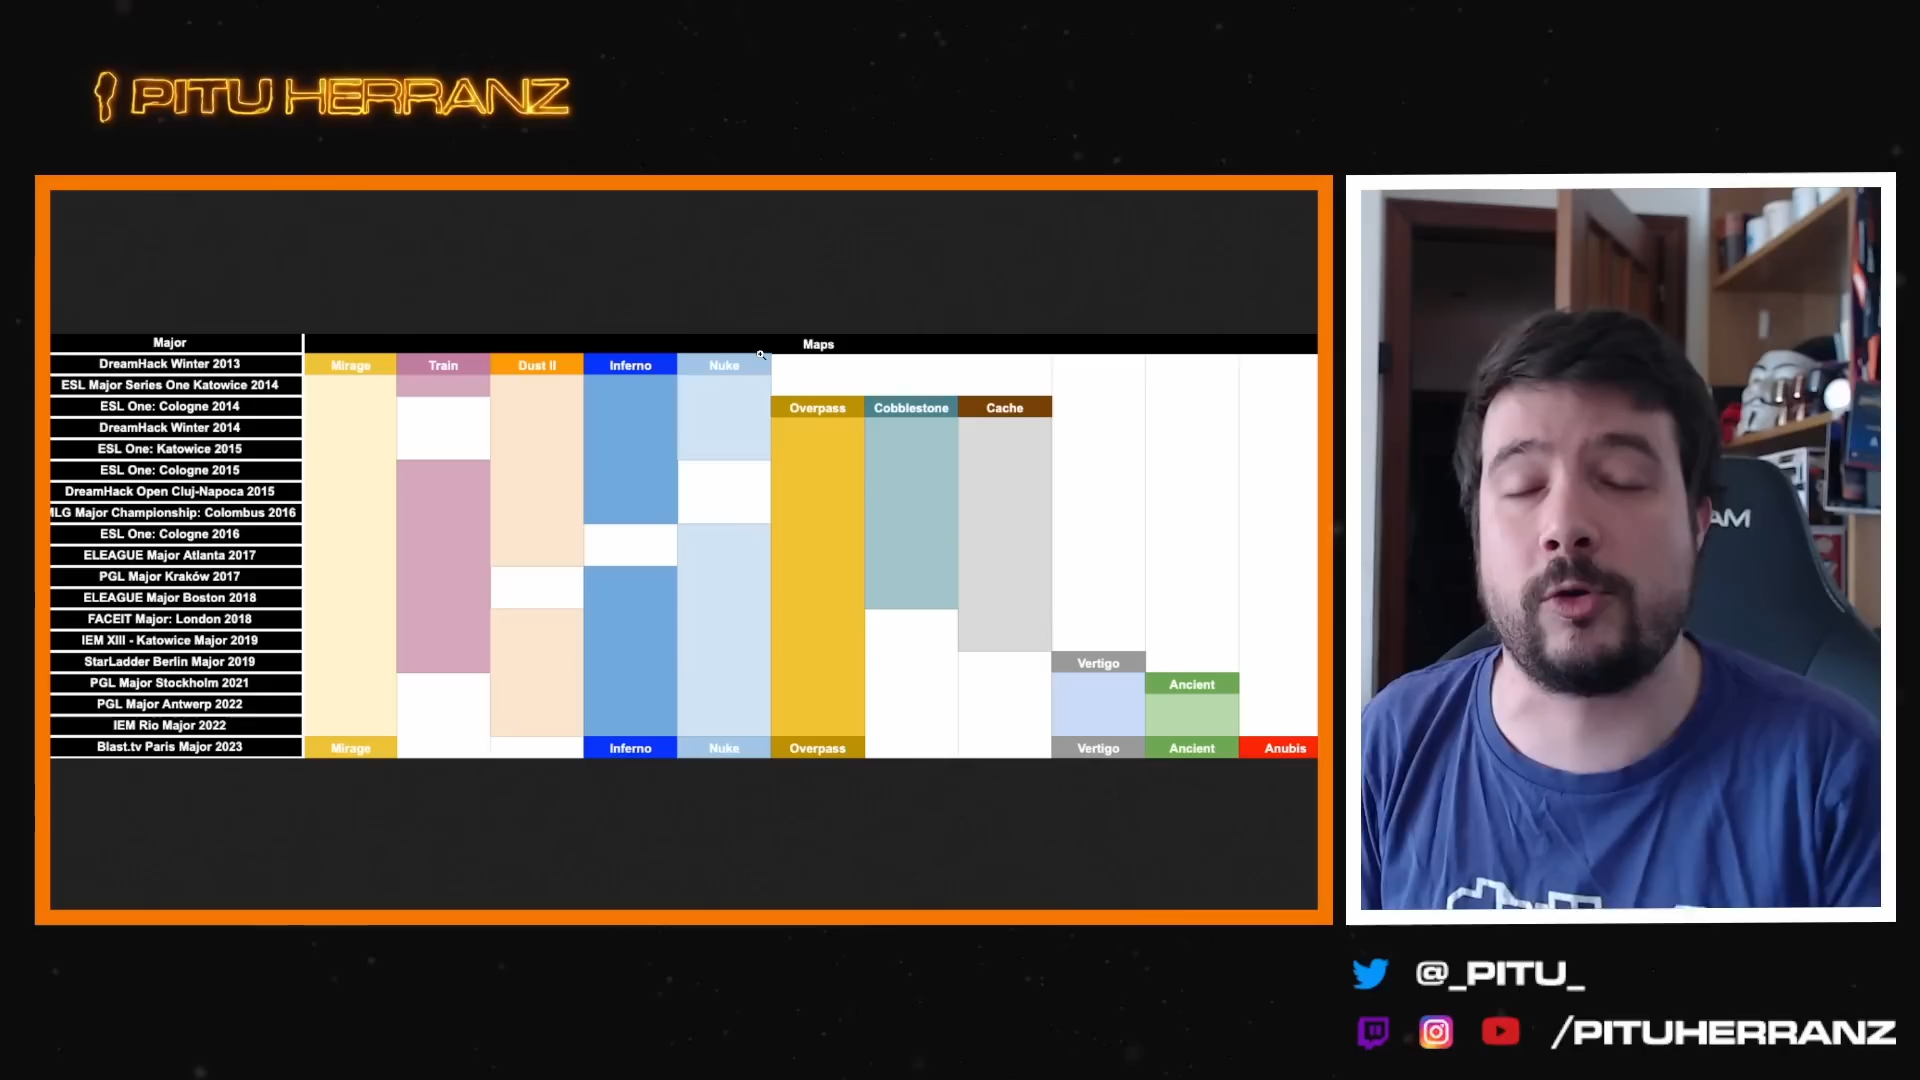 PITU HERRANZ
Major Maps
DreamHack Winter 2013 Mirage Train Dust II Inferno Nuke
ESL Major Series One Katowice 2014
ESL One: Cologne 2014 Overpass Cobblestone Cache
DreamHack Winter 2014
ESL One: Katowice 2015
ESL One: Cologne 2015
DreamHack Open Cluj-Napoca 2015
MLG Major Championship: Colombus 2016
ESL One: Cologne 2016
ELEAGUE Major Atlanta 2017
PGL Major Kraków 2017
ELEAGUE Major Boston 2018
FACEIT Major: London 2018
IEM XIII - Katowice Major 2019
StarLadder Berlin Major 2019 Vertigo
PGL Major Stockholm 2021 Ancient
PGL Major Antwerp 2022
IEM Rio Major 2022
Blast.tv Paris Major 2023 Mirage Inferno Nuke Overpass Vertigo Ancient Anubis
AM
@_PITU_
/PITUHERRANZ